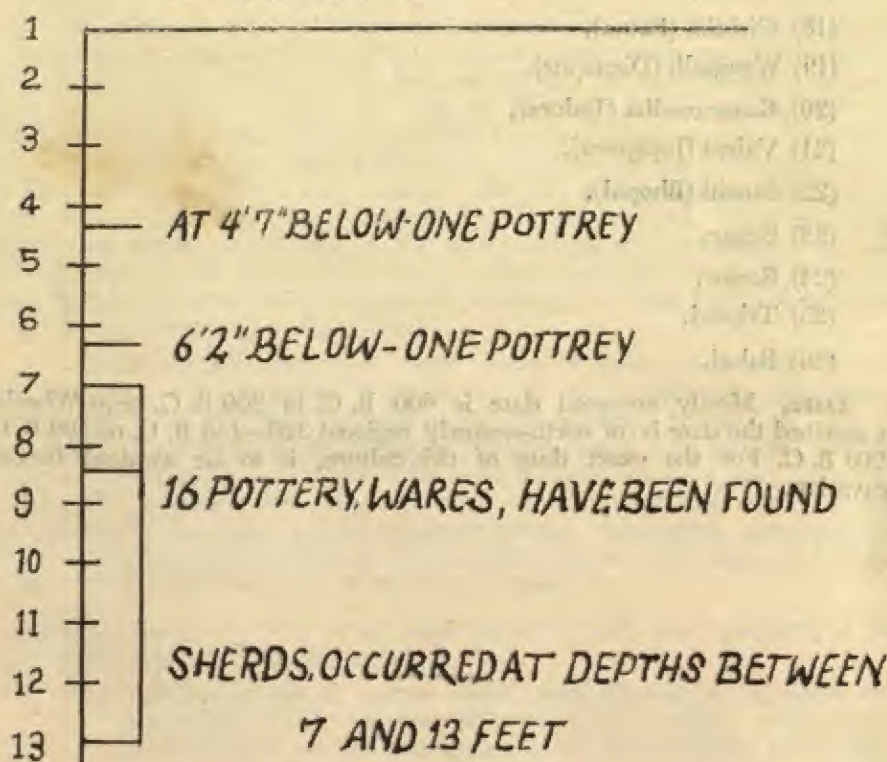 1
2
3
4
AT 4'7" BELOW-ONE POTTREY
5
6
6'2" BELOW-ONE POTTREY
7
8
9
16 POTTERY. WARES, HAVE BEEN FOUND
10
11
12
SHERDS. OCCURRED AT DEPTHS BETWEEN
7 AND 13 FEET
13